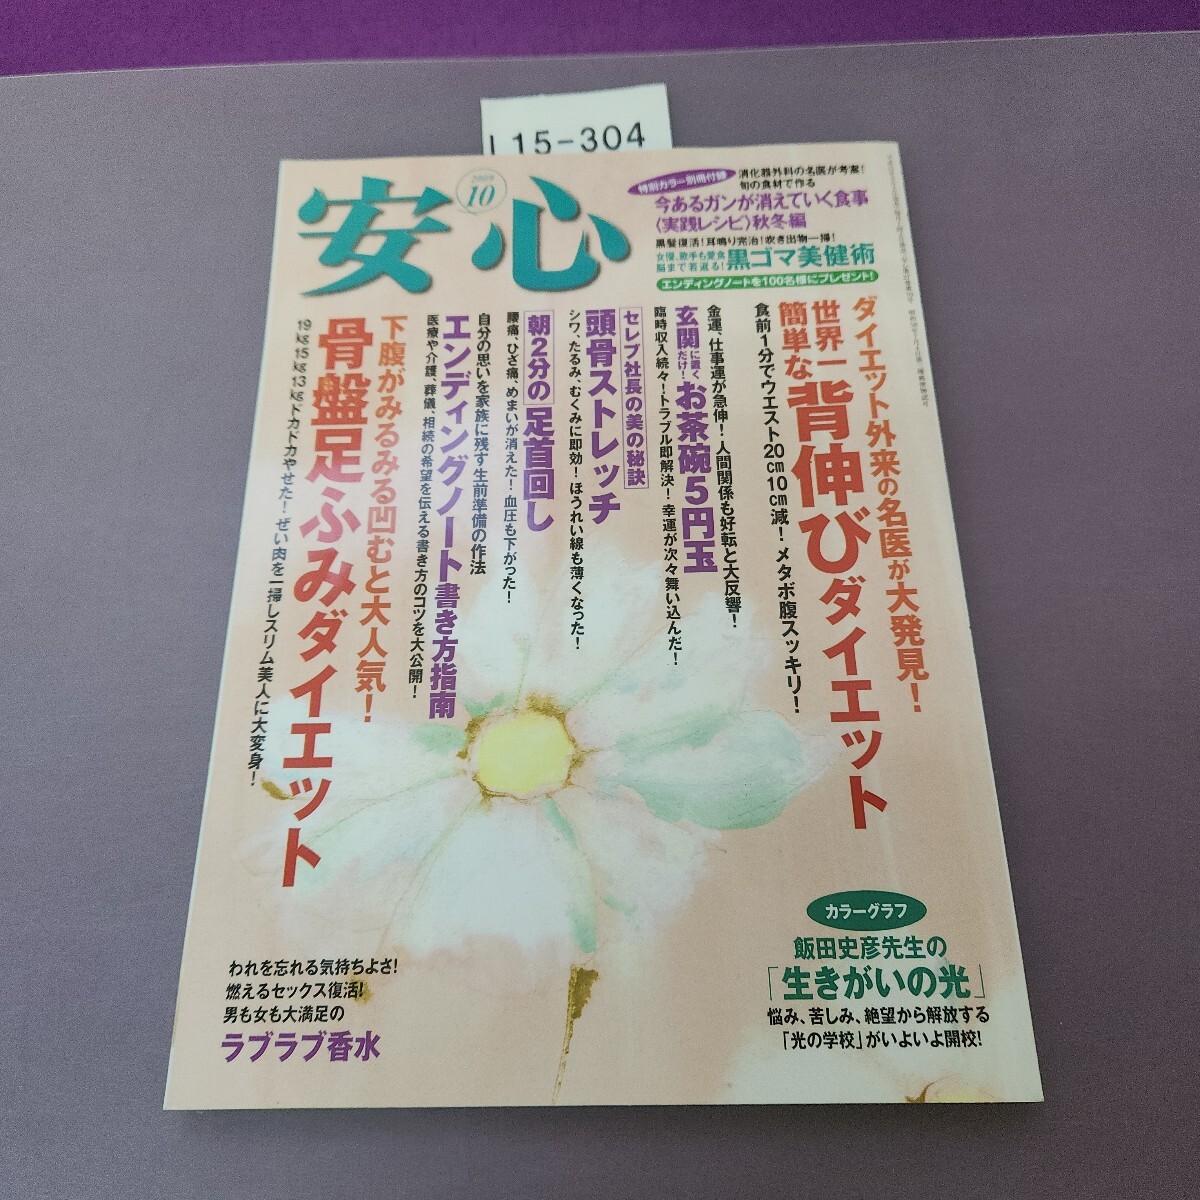 L15-304
安心
2009
10
特別カラー別冊付録
消化器外科の名医が考案!
旬の食材で作る
今あるガンが消えていく食事
〈実践レシピ〉秋冬編
黒髪復活!耳鳴り完治!吹き出物一掃!
女優、歌手も愛食
脳まで若返る!
黒ゴマ美健術
エンディングノートを100名様にプレゼント!
ダイエット外来の名医が大発見!
世界一
簡単な
背伸びダイエット
食前1分でウエスト20cm10cm減!メタボ腹スッキリ!
金運、仕事運が急伸!人間関係も好転と大反響!
玄関に置くだけ!お茶碗5円玉
臨時収入続々!トラブル即解決!幸運が次々舞い込んだ!
セレブ社長の美の秘訣
頭骨ストレッチ
シワ、たるみ、むくみに即効!ほうれい線も薄くなった!
朝2分の足首回し
腰痛、ひざ痛、めまいが消えた!血圧も下がった!
自分の思いを家族に残す生前準備の作法
エンディングノート書き方指南
医療や介護、葬儀、相続の希望を伝える書き方のコツを大公開!
下腹がみるみる凹むと大人気!
骨盤足ふみダイエット
19kg15kg13kgドカドカやせた!ぜい肉を一掃しスリム美人に大変身!
カラーグラフ
飯田史彦先生の
「生きがいの光」
悩み、苦しみ、絶望から解放する
「光の学校」がいよいよ開校!
われを忘れる気持ちよさ!
燃えるセックス復活!
男も女も大満足の
ラブラブ香水